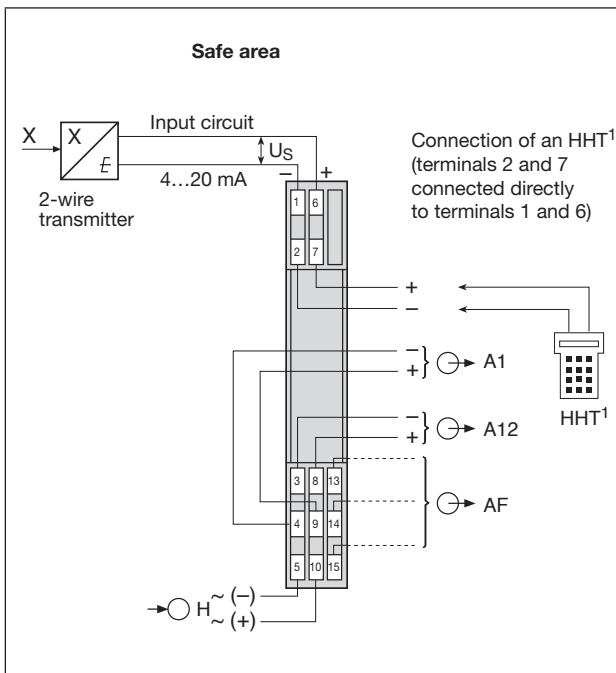 Safe area
X
X
E
Input circuit
U_S
4...20 mA
2-wire
transmitter
– +
Connection of an HHT¹
(terminals 2 and 7
connected directly
to terminals 1 and 6)
1 6
2 7
+
–
HHT¹
–
+
A1
–
+
A12
3 8 13
4 9 14
5 10 15
AF
H
~ (–)
~ (+)